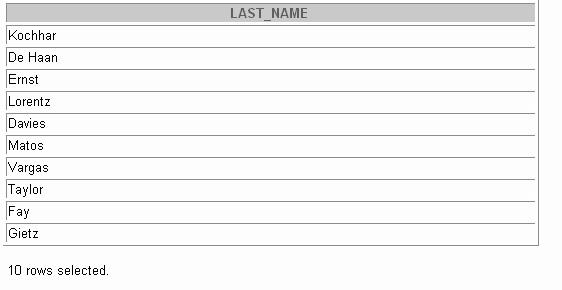 LAST_NAME
Kochhar
De Haan
Ernst
Lorentz
Davies
Matos
Vargas
Taylor
Fay
Gietz
10 rows selected.